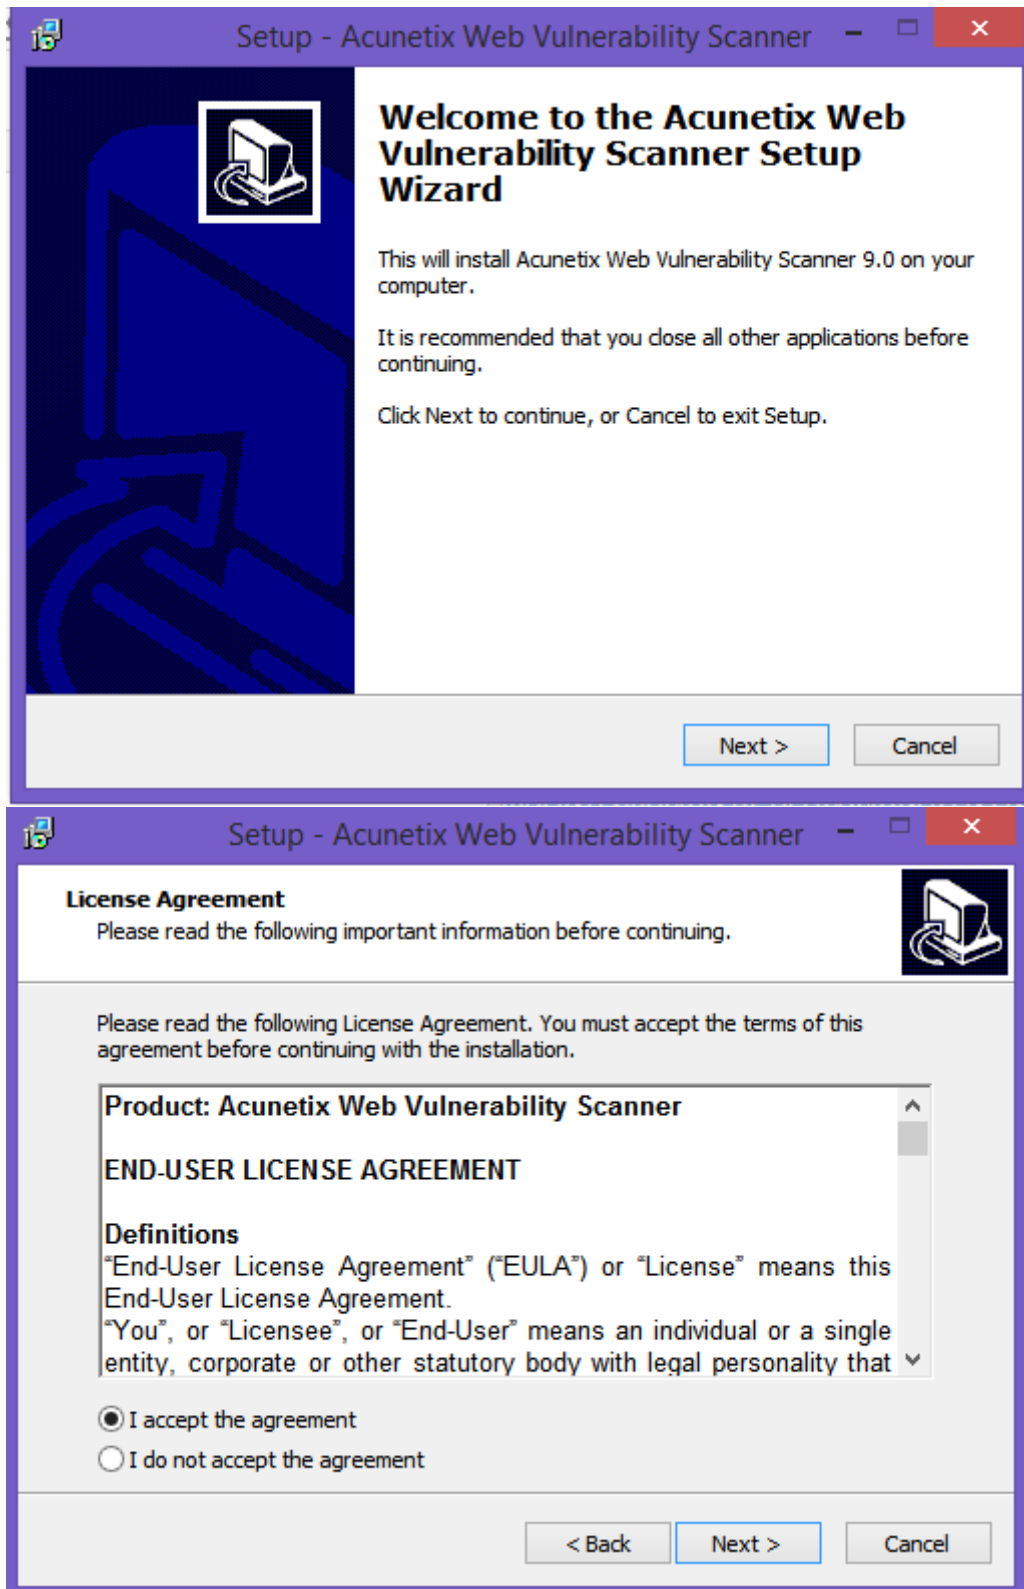 Setup - Acunetix Web Vulnerability Scanner
Welcome to the Acunetix Web
Vulnerability Scanner Setup
Wizard
This will install Acunetix Web Vulnerability Scanner 9.0 on your
computer.
It is recommended that you close all other applications before
continuing.
Click Next to continue, or Cancel to exit Setup.
Next >
Cancel
Setup - Acunetix Web Vulnerability Scanner
License Agreement
Please read the following important information before continuing.
Please read the following License Agreement. You must accept the terms of this
agreement before continuing with the installation.
Product: Acunetix Web Vulnerability Scanner
END-USER LICENSE AGREEMENT
Definitions
“End-User License Agreement” (“EULA”) or “License” means this
End-User License Agreement.
“You”, or “Licensee”, or “End-User” means an individual or a single
entity, corporate or other statutory body with legal personality that
I accept the agreement
I do not accept the agreement
< Back
Next >
Cancel